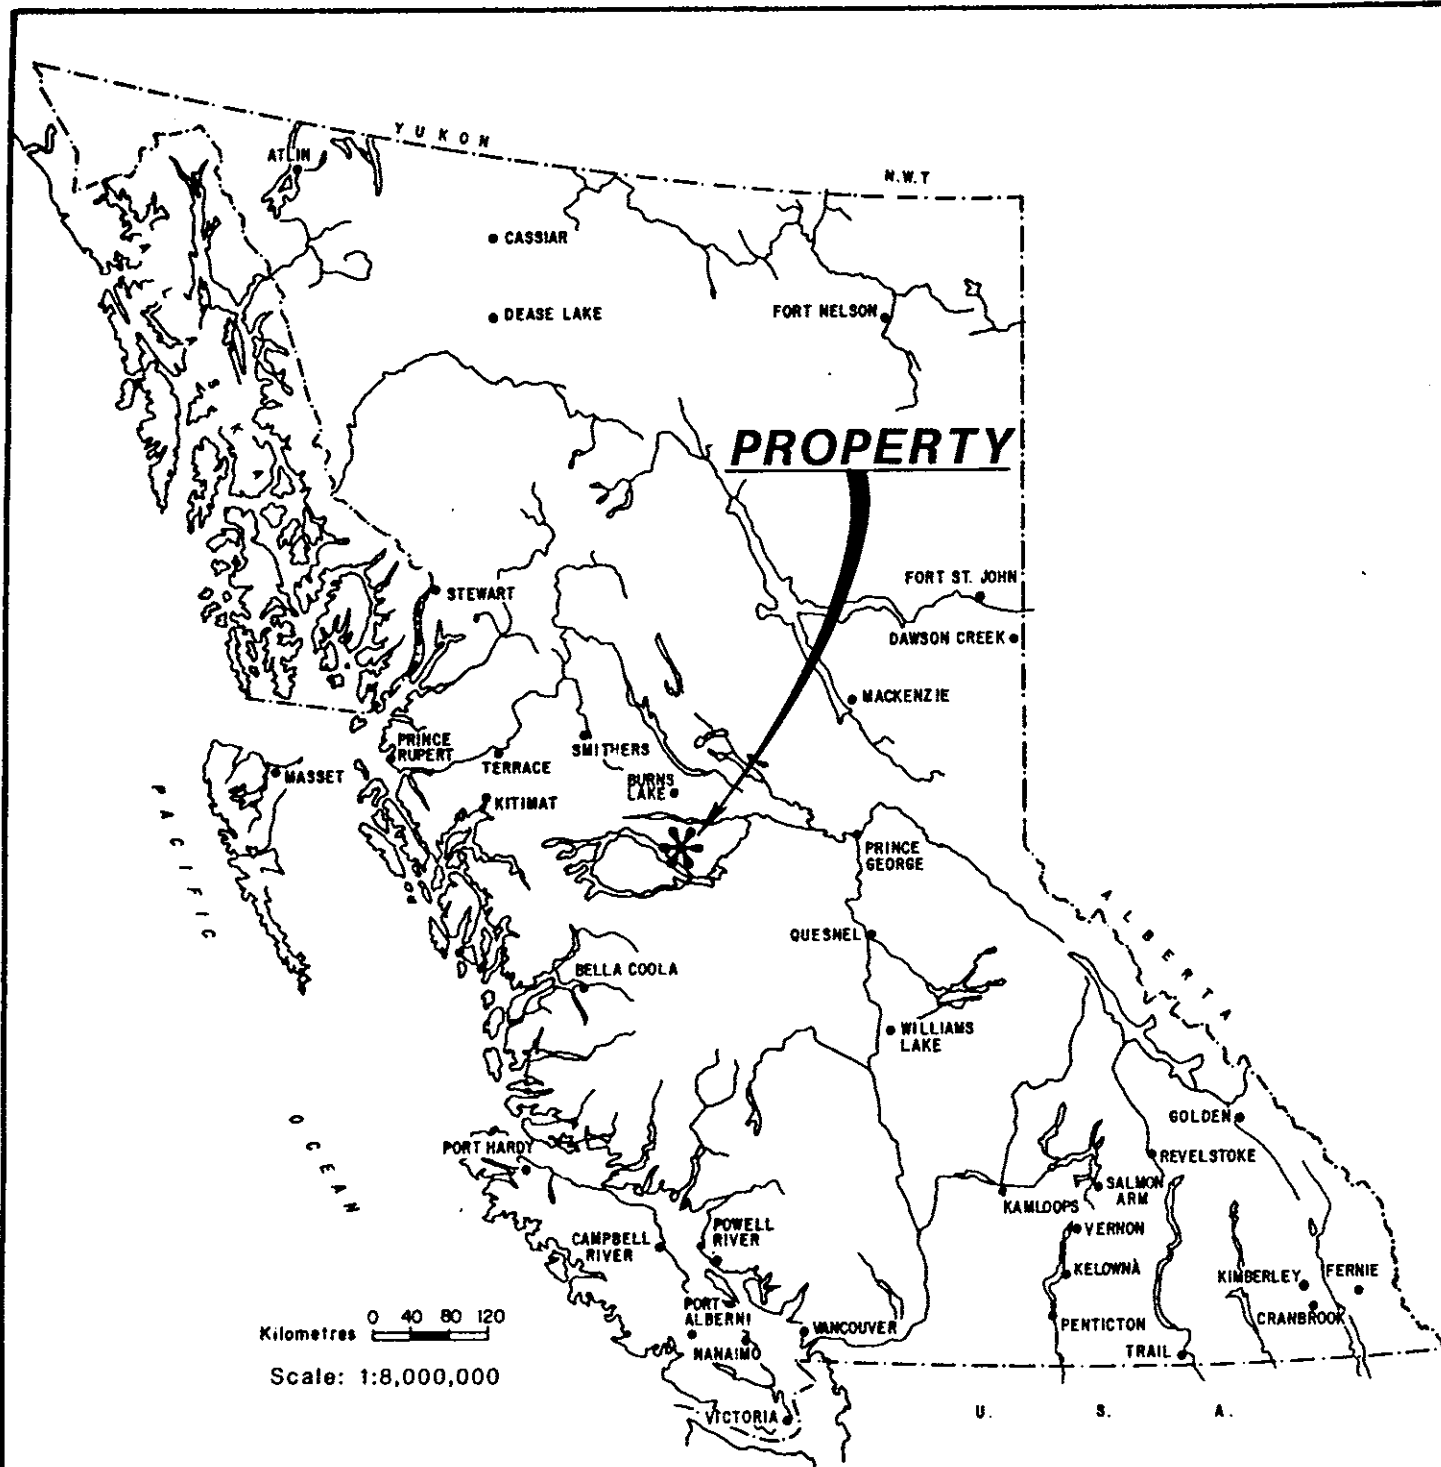 YUKON
N.W.T
ATLIN
CASSIAR
DEASE LAKE
FORT NELSON
ALASKA
PROPERTY
FORT ST. JOHN
STEWART
DAWSON CREEK
MACKENZIE
PRINCE
RUPERT
SMITHERS
TERRACE
MASSET
BURNS
LAKE
KITIMAT
PRINCE
GEORGE
PACIFIC
ALBERTA
QUESNEL
BELLA COOLA
WILLIAMS
LAKE
OCEAN
GOLDEN
PORT HARDY
REVELSTOKE
SALMON
ARM
KAMLOOPS
POWELL
RIVER
VERNON
CAMPBELL
RIVER
KELOWNA
KIMBERLEY
FERNIE
PORT
ALBERNI
CRANBROOK
0 40 80 120
Kilometres
VANCOUVER
PENTICTON
NANAIMO
TRAIL
Scale: 1:8,000,000
VICTORIA
U. S. A.